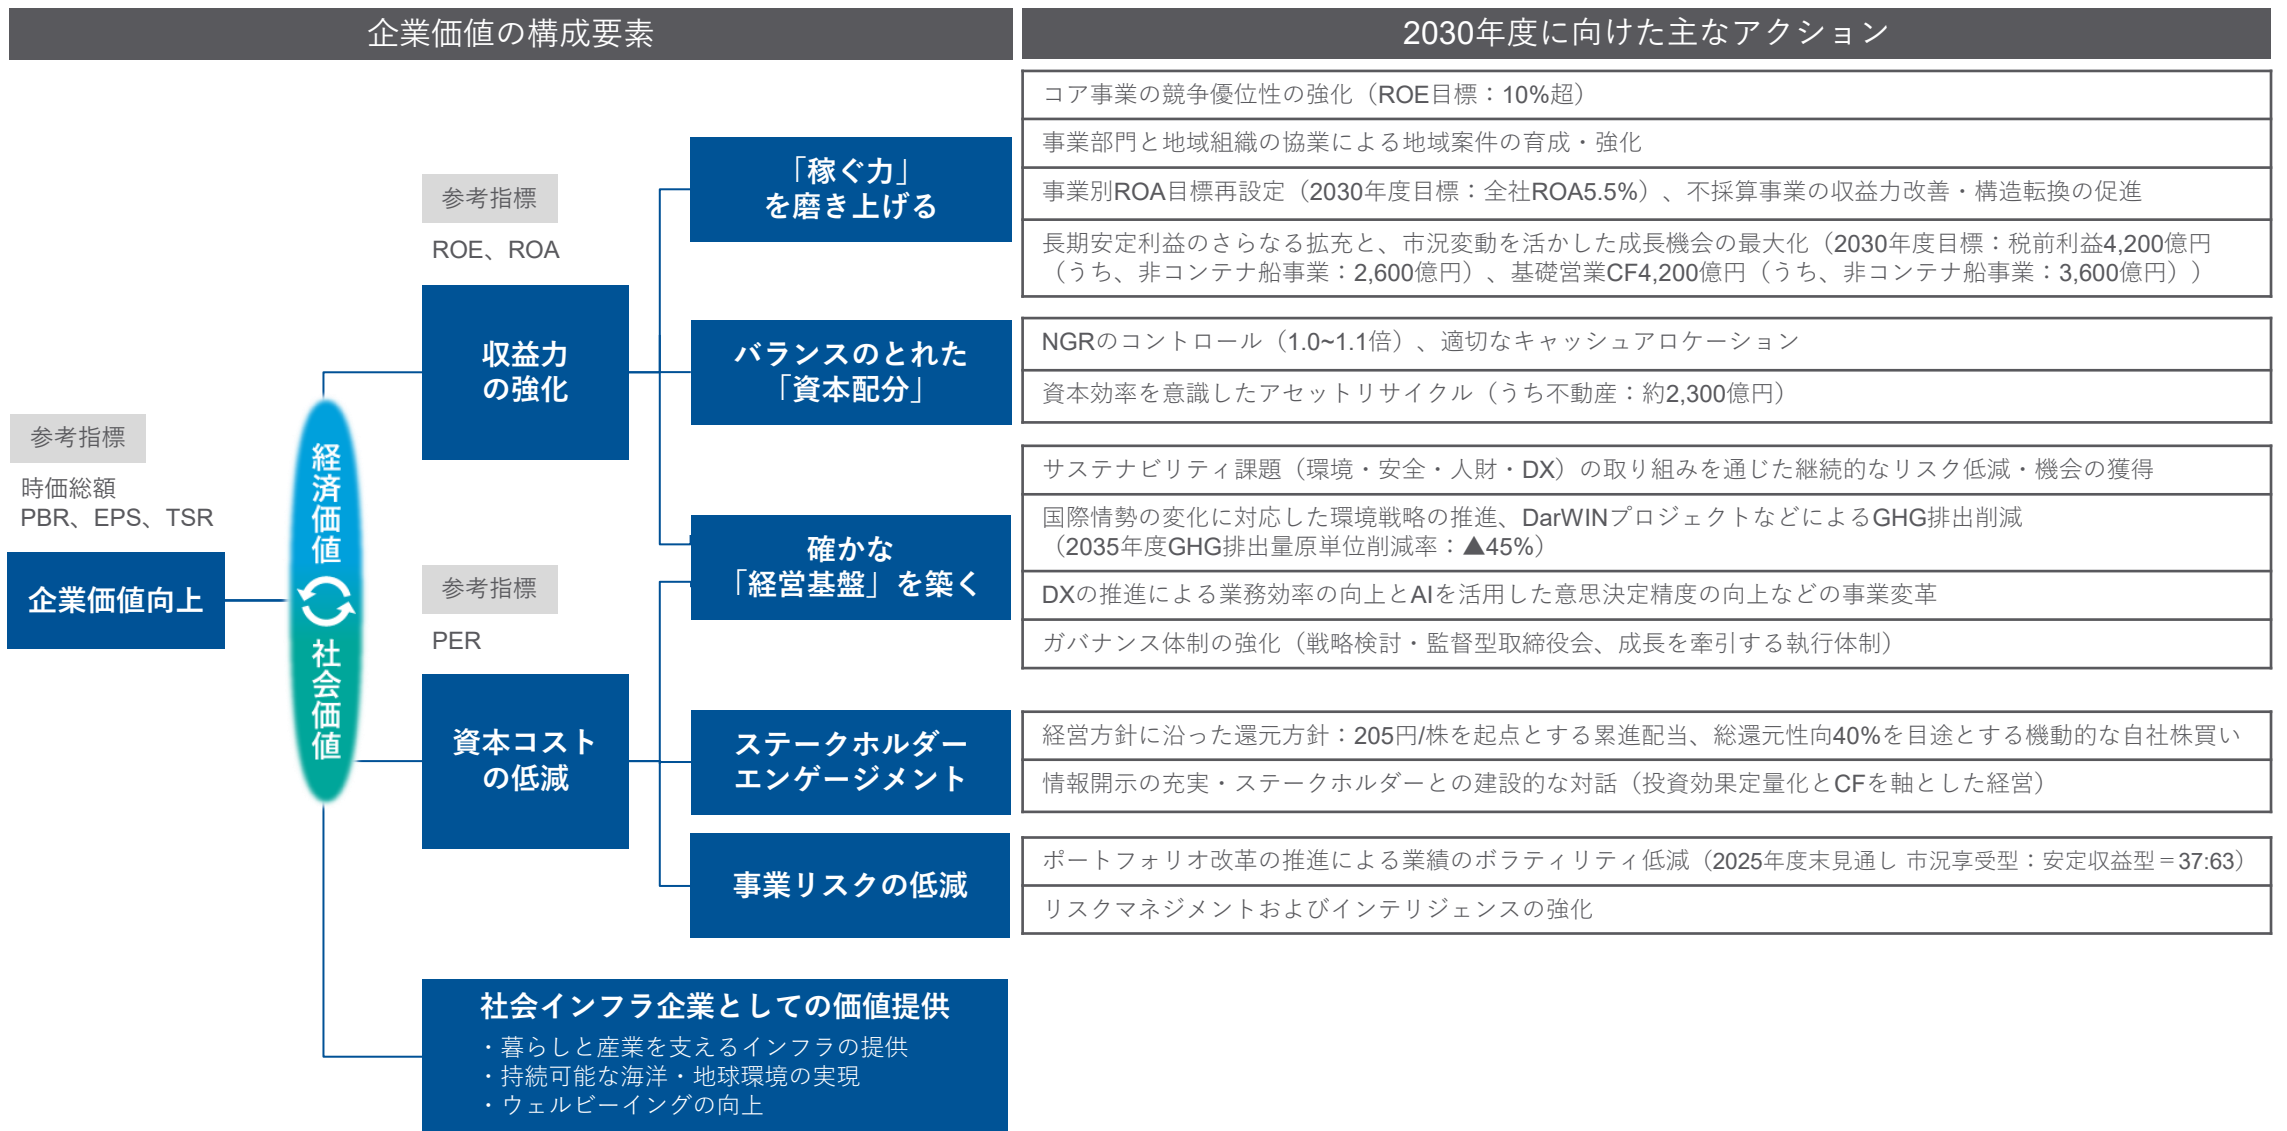 企業価値の構成要素
2030年度に向けた主なアクション
参考指標
時価総額
PBR、EPS、TSR
企業価値向上
経済価値
社会価値
参考指標
ROE、ROA
収益力
の強化
参考指標
PER
資本コスト
の低減
「稼ぐ力」
を磨き上げる
コア事業の競争優位性の強化（ROE目標：10%超）
事業部門と地域組織の協業による地域案件の育成・強化
事業別ROA目標再設定（2030年度目標：全社ROA5.5%）、不採算事業の収益力改善・構造転換の促進
長期安定利益のさらなる拡充と、市況変動を活かした成長機会の最大化（2030年度目標：税前利益4,200億円
（うち、非コンテナ船事業：2,600億円）、基礎営業CF4,200億円（うち、非コンテナ船事業：3,600億円））
バランスのとれた
「資本配分」
NGRのコントロール（1.0~1.1倍）、適切なキャッシュアロケーション
資本効率を意識したアセットリサイクル（うち不動産：約2,300億円）
確かな
「経営基盤」を築く
サステナビリティ課題（環境・安全・人財・DX）の取り組みを通じた継続的なリスク低減・機会の獲得
国際情勢の変化に対応した環境戦略の推進、DarWINプロジェクトなどによるGHG排出削減
（2035年度GHG排出量原単位削減率：▲45%）
DXの推進による業務効率の向上とAIを活用した意思決定精度の向上などの事業変革
ガバナンス体制の強化（戦略検討・監督型取締役会、成長を牽引する執行体制）
ステークホルダー
エンゲージメント
経営方針に沿った還元方針：205円/株を起点とする累進配当、総還元性向40%を目途とする機動的な自社株買い
情報開示の充実・ステークホルダーとの建設的な対話（投資効果定量化とCFを軸とした経営）
事業リスクの低減
ポートフォリオ改革の推進による業績のボラティリティ低減（2025年度末見通し 市況享受型：安定収益型＝37:63）
リスクマネジメントおよびインテリジェンスの強化
社会インフラ企業としての価値提供
・暮らしと産業を支えるインフラの提供
・持続可能な海洋・地球環境の実現
・ウェルビーイングの向上